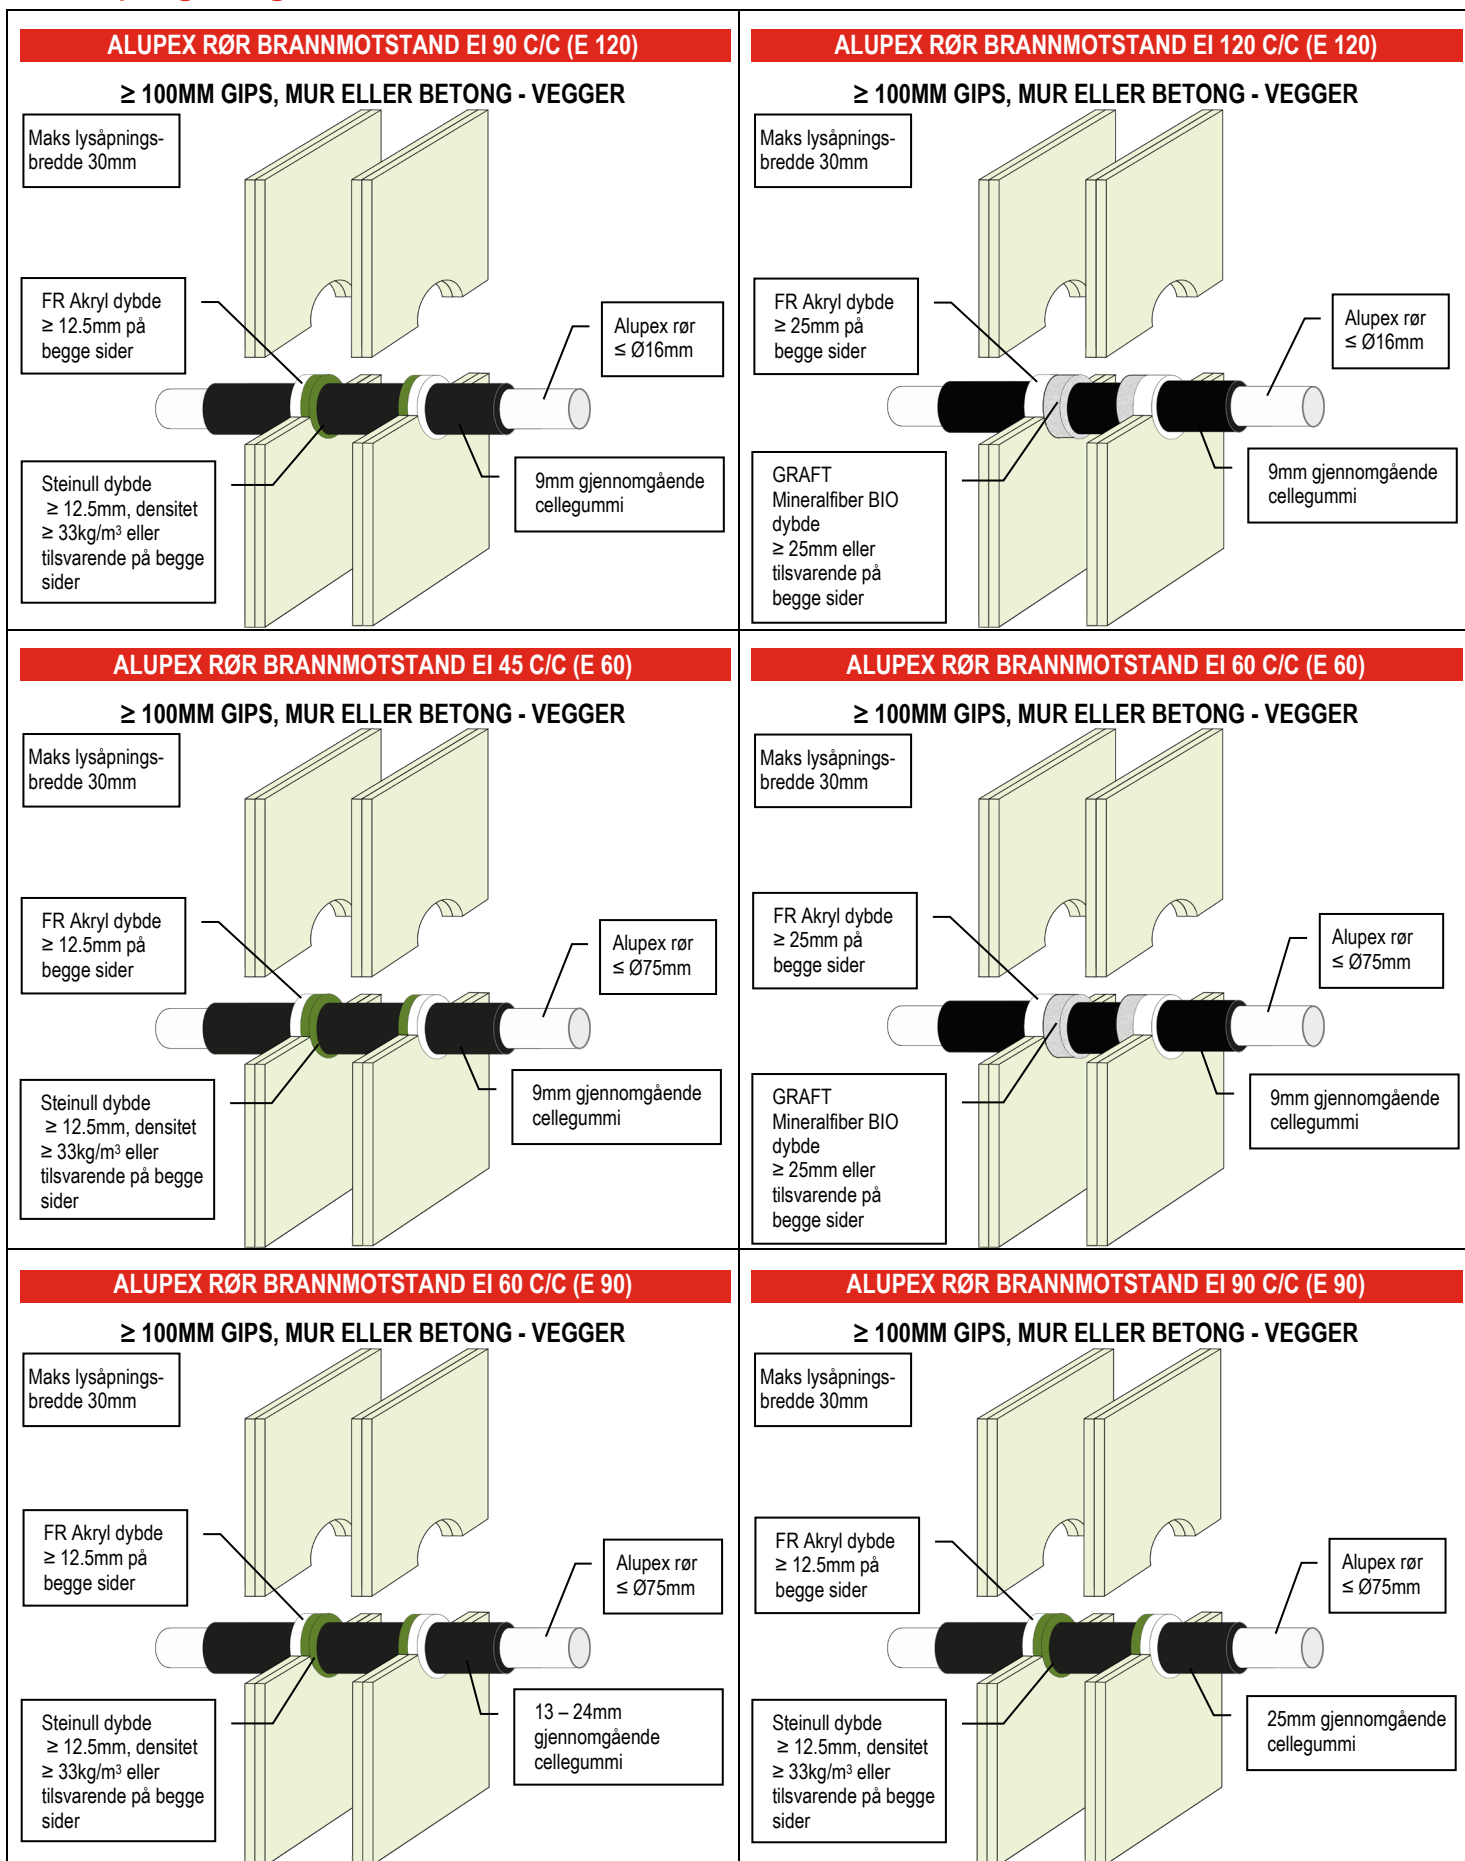 ALUPEX RØR BRANNMOTSTAND EI 90 C/C (E 120)
≥ 100MM GIPS, MUR ELLER BETONG - VEGGER
Maks lysåpnings-
bredde 30mm
FR Akryl dybde
≥ 12.5mm på
begge sider
Alupex rør
≤ Ø16mm
Steinull dybde
≥ 12.5mm, densitet
≥ 33kg/m³ eller
tilsvarende på begge
sider
9mm gjennomgående
cellegummi
ALUPEX RØR BRANNMOTSTAND EI 120 C/C (E 120)
≥ 100MM GIPS, MUR ELLER BETONG - VEGGER
Maks lysåpnings-
bredde 30mm
FR Akryl dybde
≥ 25mm på
begge sider
Alupex rør
≤ Ø16mm
GRAFT
Mineralfiber BIO
dybde
≥ 25mm eller
tilsvarende på
begge sider
9mm gjennomgående
cellegummi
ALUPEX RØR BRANNMOTSTAND EI 45 C/C (E 60)
≥ 100MM GIPS, MUR ELLER BETONG - VEGGER
Maks lysåpnings-
bredde 30mm
FR Akryl dybde
≥ 12.5mm på
begge sider
Alupex rør
≤ Ø75mm
Steinull dybde
≥ 12.5mm, densitet
≥ 33kg/m³ eller
tilsvarende på begge
sider
9mm gjennomgående
cellegummi
ALUPEX RØR BRANNMOTSTAND EI 60 C/C (E 60)
≥ 100MM GIPS, MUR ELLER BETONG - VEGGER
Maks lysåpnings-
bredde 30mm
FR Akryl dybde
≥ 25mm på
begge sider
Alupex rør
≤ Ø75mm
GRAFT
Mineralfiber BIO
dybde
≥ 25mm eller
tilsvarende på
begge sider
9mm gjennomgående
cellegummi
ALUPEX RØR BRANNMOTSTAND EI 60 C/C (E 90)
≥ 100MM GIPS, MUR ELLER BETONG - VEGGER
Maks lysåpnings-
bredde 30mm
FR Akryl dybde
≥ 12.5mm på
begge sider
Alupex rør
≤ Ø75mm
Steinull dybde
≥ 12.5mm, densitet
≥ 33kg/m³ eller
tilsvarende på begge
sider
13 – 24mm
gjennomgående
cellegummi
ALUPEX RØR BRANNMOTSTAND EI 90 C/C (E 90)
≥ 100MM GIPS, MUR ELLER BETONG - VEGGER
Maks lysåpnings-
bredde 30mm
FR Akryl dybde
≥ 12.5mm på
begge sider
Alupex rør
≤ Ø75mm
Steinull dybde
≥ 12.5mm, densitet
≥ 33kg/m³ eller
tilsvarende på begge
sider
25mm gjennomgående
cellegummi